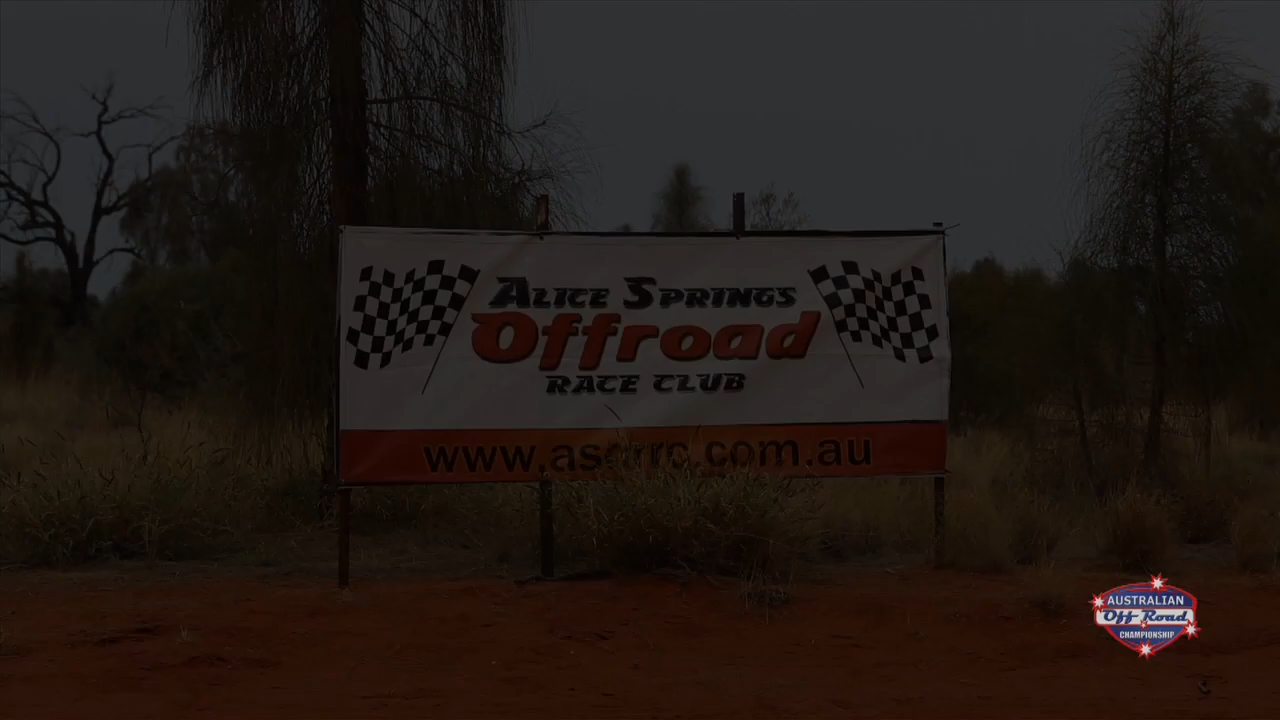 ALICE SPRINGS
Offroad
RACE CLUB
www.asorrc.com.au
AUSTRALIAN
Off Road
CHAMPIONSHIP